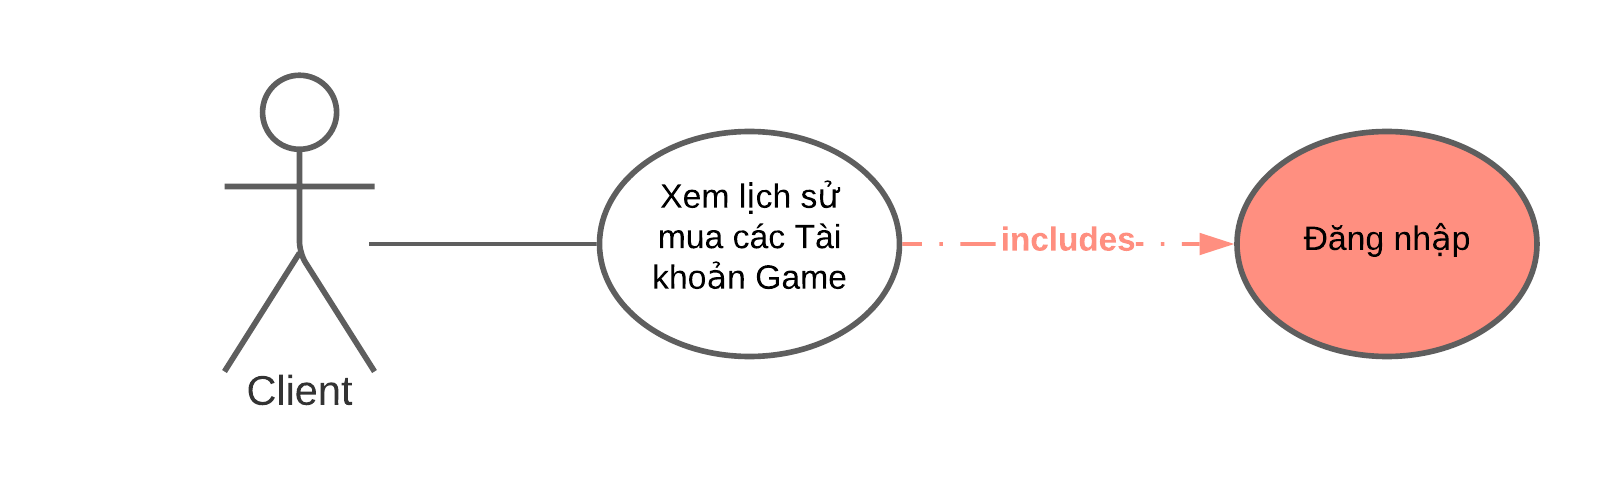 Xem lịch sử
mua các Tài
khoản Game
includes
Đăng nhập
Client